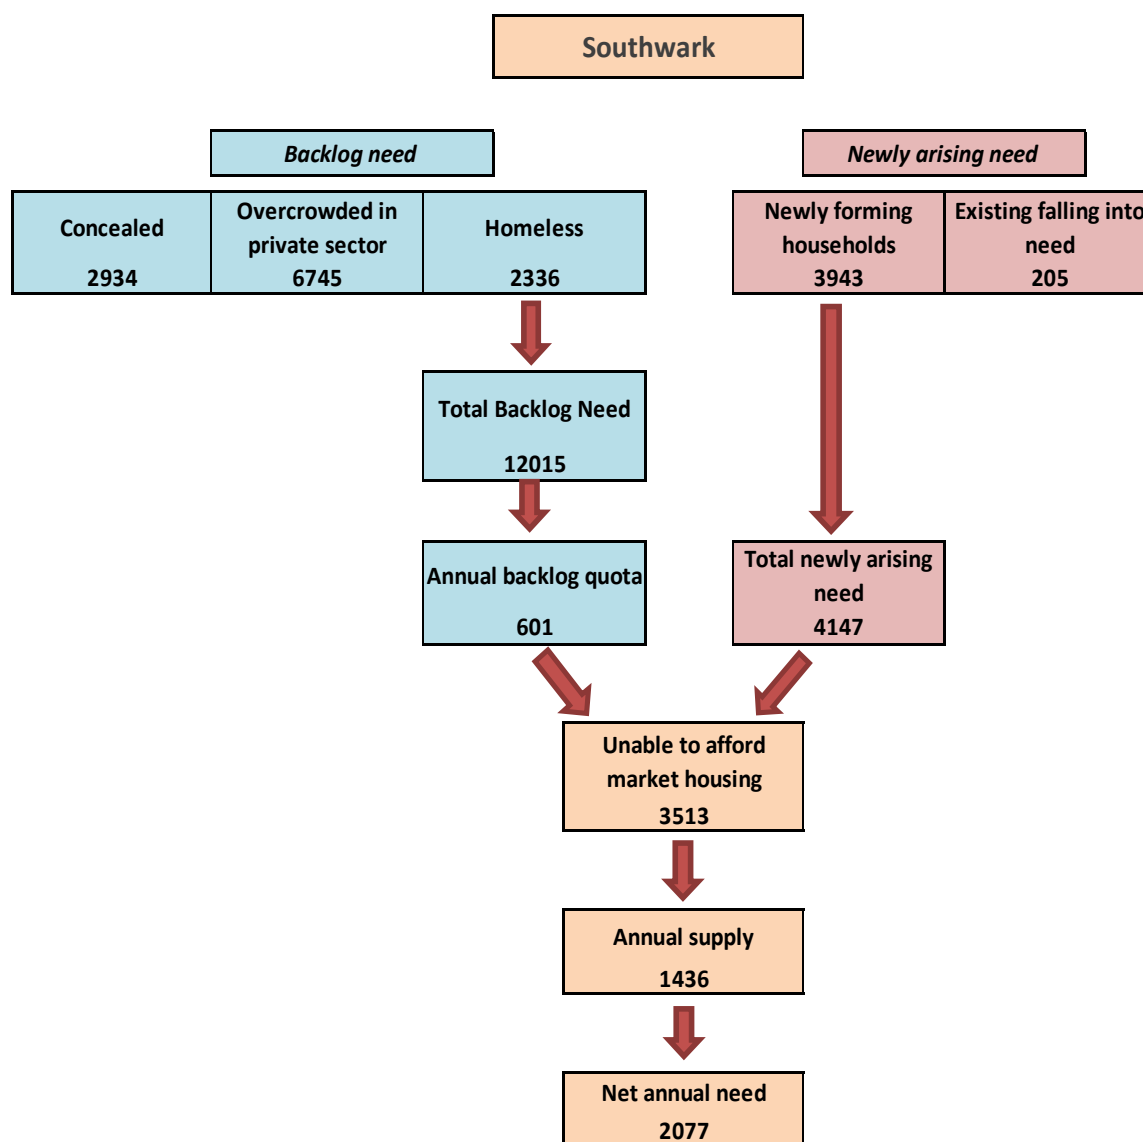 Southwark
Backlog need
Newly arising need
Concealed
2934
Overcrowded in
private sector
6745
Homeless
2336
Newly forming
households
3943
Existing falling into
need
205
Total Backlog Need
12015
Annual backlog quota
601
Total newly arising
need
4147
Unable to afford
market housing
3513
Annual supply
1436
Net annual need
2077